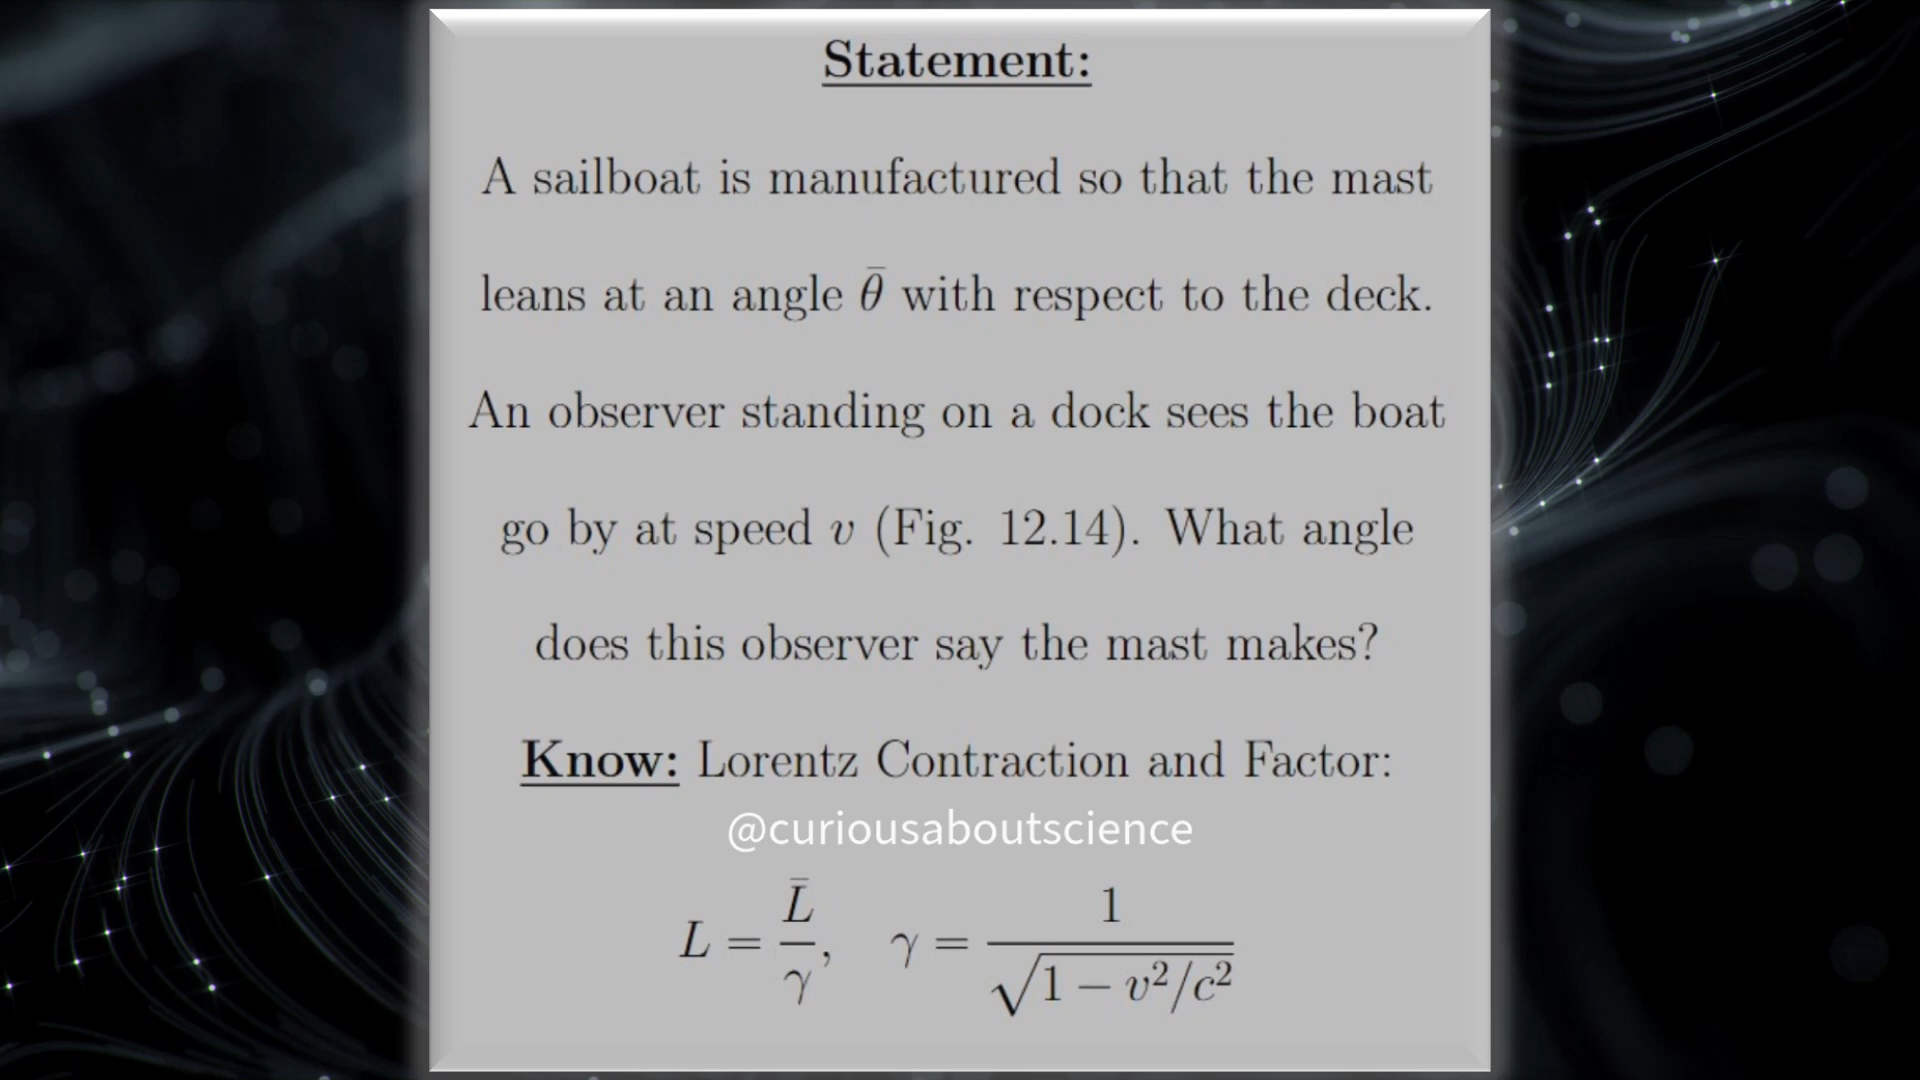 Statement:
A sailboat is manufactured so that the mast
leans at an angle θ̄ with respect to the deck.
An observer standing on a dock sees the boat
go by at speed v (Fig. 12.14). What angle
does this observer say the mast makes?
Know: Lorentz Contraction and Factor:
@curiousaboutscience
L = L̄/γ, γ = 1/√(1 − v²/c²)